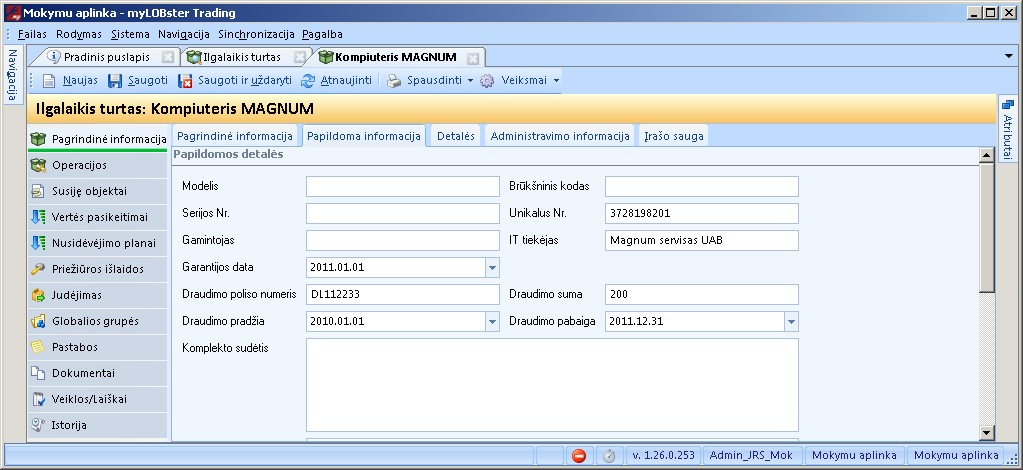 Mokymu aplinka - myLOBster Trading
Failas Rodymas Sistema Navigacija Sinchronizacija Pagalba
Navigacija
Pradinis puslapis Ilgalaikis turtas Kompiuteris MAGNUM
Naujas Saugoti Saugoti ir uždaryti Atnaujinti Spausdinti Veiksmai
Ilgalaikis turtas: Kompiuteris MAGNUM
Atributai
Pagrindinė informacija
Operacijos
Susiję objektai
Vertės pasikeitimai
Nusidėvėjimo planai
Priežiūros išlaidos
Judėjimas
Globalios grupės
Pastabos
Dokumentai
Veiklos/Laiškai
Istorija
Pagrindinė informacija Papildoma informacija Detalės Administravimo informacija Įrašo sauga
Papildomos detalės
Modelis Brūkšninis kodas
Serijos Nr. Unikalus Nr. 3728198201
Gamintojas IT tiekėjas Magnum servisas UAB
Garantijos data 2011.01.01
Draudimo poliso numeris DL112233 Draudimo suma 200
Draudimo pradžia 2010.01.01 Draudimo pabaiga 2011.12.31
Komplekto sudėtis
v. 1.26.0.253 Admin_JRS_Mok Mokymu aplinka Mokymu aplinka